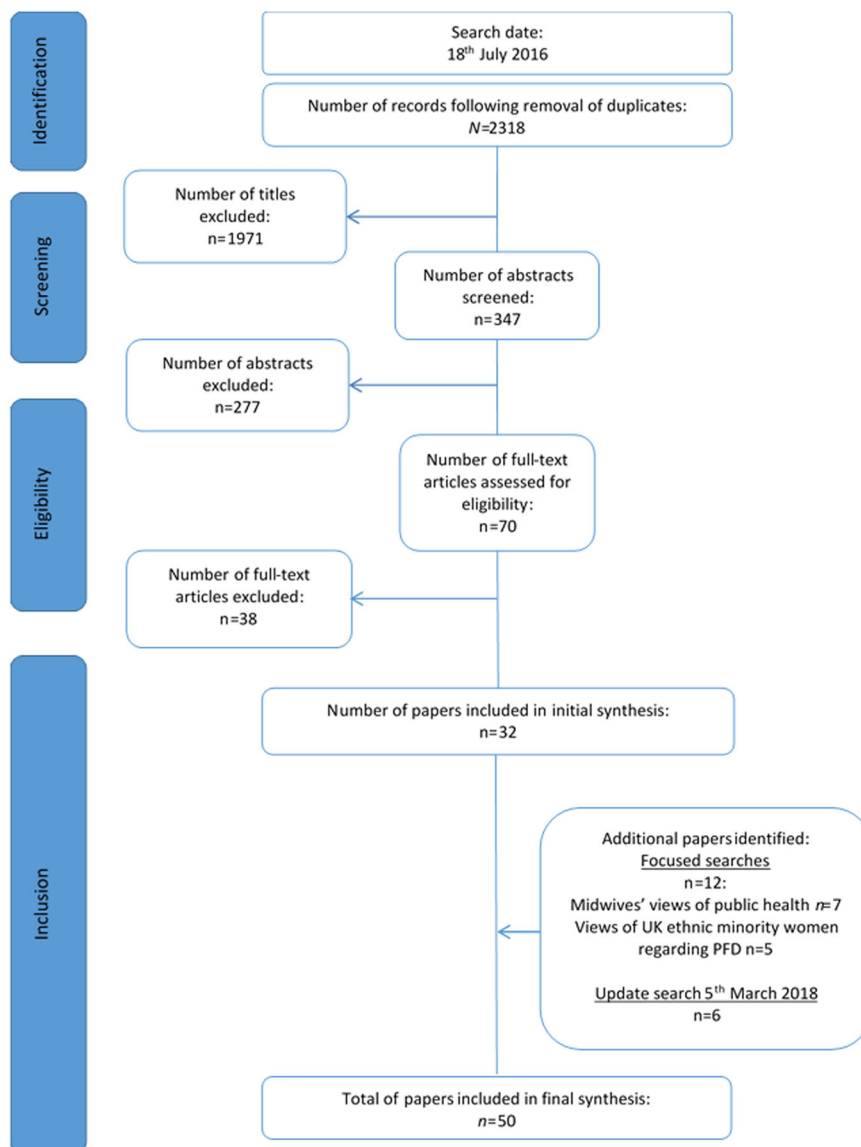 Identification
Search date:
18th July 2016
Number of records following removal of duplicates:
N=2318
Screening
Number of titles
excluded:
n=1971
Number of abstracts
screened:
n=347
Number of abstracts
excluded:
n=277
Eligibility
Number of full-text
articles assessed for
eligibility:
n=70
Number of full-text
articles excluded:
n=38
Inclusion
Number of papers included in initial synthesis:
n=32
Additional papers identified:
Focused searches
n=12:
Midwives’ views of public health n=7
Views of UK ethnic minority women
regarding PFD n=5
Update search 5th March 2018
n=6
Total of papers included in final synthesis:
n=50